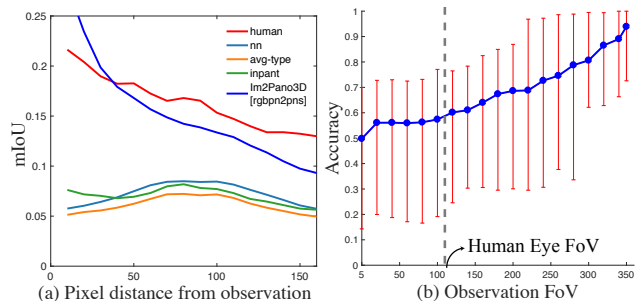 0.25
0.2
0.15
0.1
0.05
0
mIoU
human
nn
avg-type
inpant
Im2Pano3D
[rgbpn2pns]
0 50 100 150
(a) Pixel distance from observation
1
0.9
0.8
0.7
0.6
0.5
0.4
0.3
0.2
0.1
0
Accuracy
Human Eye FoV
5 50 100 150 200 250 300 350
(b) Observation FoV